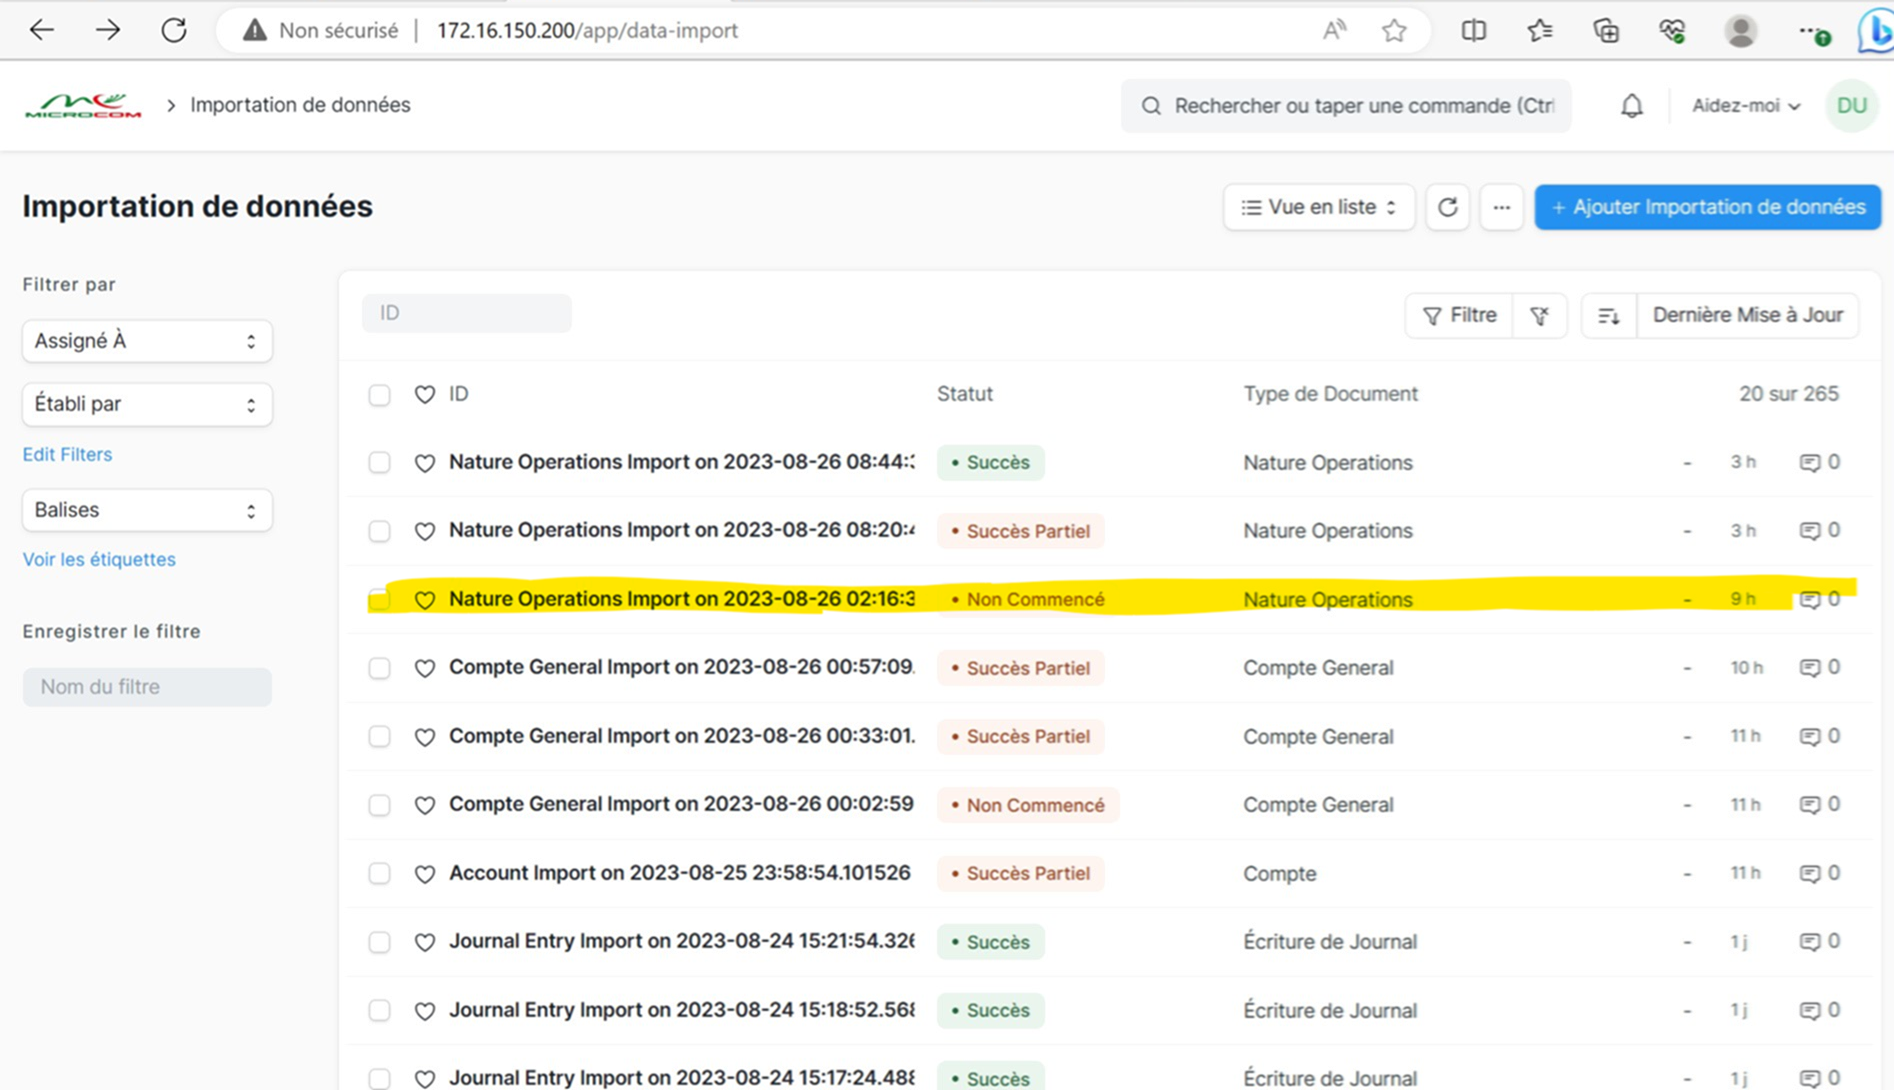 Non sécurisé | 172.16.150.200/app/data-import
MICROCOM > Importation de données
Rechercher ou taper une commande (Ctrl
Aidez-moi
DU
Importation de données
Vue en liste
... + Ajouter Importation de données
Filtrer par
Assigné À
Établi par
Edit Filters
Balises
Voir les étiquettes
Enregistrer le filtre
Nom du filtre
ID
Filtre
Dernière Mise à Jour
ID Statut Type de Document 20 sur 265
Nature Operations Import on 2023-08-26 08:44: • Succès Nature Operations - 3 h 0
Nature Operations Import on 2023-08-26 08:20: • Succès Partiel Nature Operations - 3 h 0
Nature Operations Import on 2023-08-26 02:16:3 • Non Commencé Nature Operations - 9 h 0
Compte General Import on 2023-08-26 00:57:09. • Succès Partiel Compte General - 10 h 0
Compte General Import on 2023-08-26 00:33:01. • Succès Partiel Compte General - 11 h 0
Compte General Import on 2023-08-26 00:02:59 • Non Commencé Compte General - 11 h 0
Account Import on 2023-08-25 23:58:54.101526 • Succès Partiel Compte - 11 h 0
Journal Entry Import on 2023-08-24 15:21:54.326 • Succès Écriture de Journal - 1 j 0
Journal Entry Import on 2023-08-24 15:18:52.568 • Succès Écriture de Journal - 1 j 0
Journal Entry Import on 2023-08-24 15:17:24.488 • Succès Écriture de Journal - 1 j 0